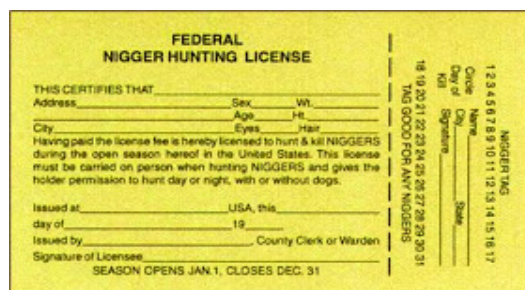 FEDERAL
NIGGER HUNTING LICENSE
THIS CERTIFIES THAT
Address Sex Wt.
Age Ht.
City Eyes Hair
Having paid the license fee is hereby licensed to hunt & kill NIGGERS
during the open season hereof in the United States. This license
must be carried on person when hunting NIGGERS and gives the
holder permission to hunt day or night, with or without dogs.
Issued at USA, this
day of 19
Issued by , County Clerk or Warden
Signature of Licensee
SEASON OPENS JAN.1, CLOSES DEC. 31
NIGGER TAG
1 2 3 4 5 6 7 8 9 10 11 12 13 14 15 16 17
Circle Name
Day of City State
Kill Signature
18 19 20 21 22 23 24 25 26 27 28 29 30 31
TAG GOOD FOR ANY NIGGERS